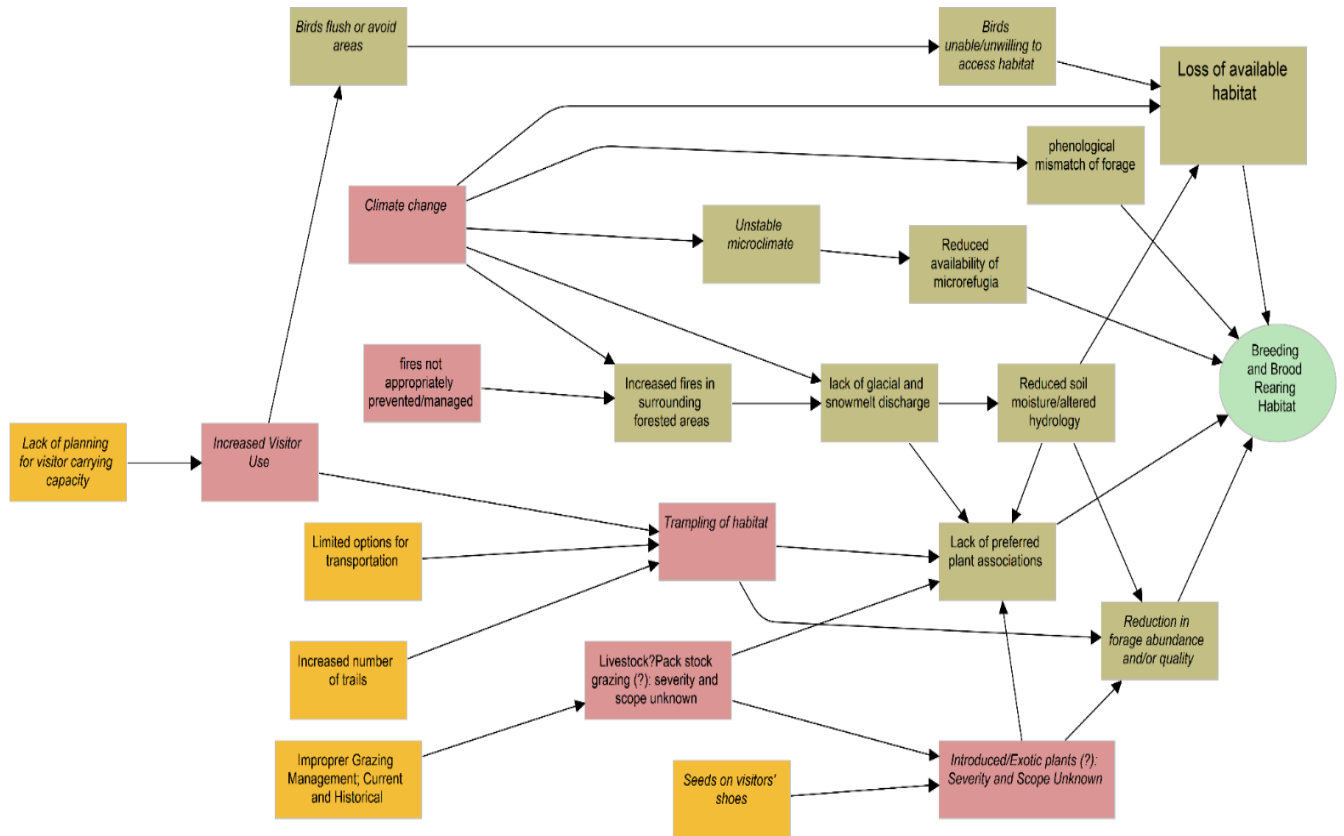 Birds flush or avoid
areas
Birds
unable/unwilling to
access habitat
Loss of available
habitat
phenological
mismatch of forage
Climate change
Unstable
microclimate
Reduced
availability of
microrefugia
Breeding
and Brood
Rearing
Habitat
fires not
appropriately
prevented/managed
Increased fires in
surrounding
forested areas
lack of glacial and
snowmelt discharge
Reduced soil
moisture/altered
hydrology
Lack of planning
for visitor carrying
capacity
Increased Visitor
Use
Limited options for
transportation
Trampling of habitat
Lack of preferred
plant associations
Increased number
of trails
Livestock?Pack stock
grazing (?): severity and
scope unknown
Reduction in
forage abundance
and/or quality
Improprer Grazing
Management; Current
and Historical
Seeds on visitors'
shoes
Introduced/Exotic plants (?):
Severity and Scope Unknown